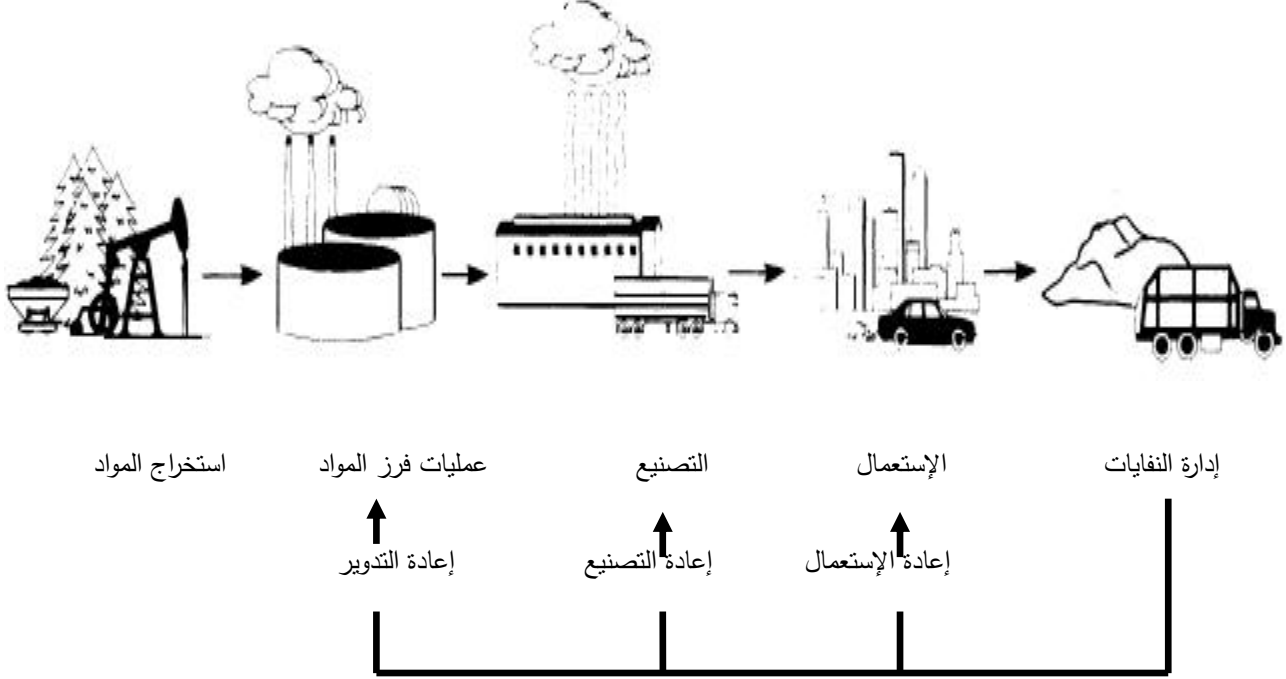 استخراج المواد
عمليات فرز المواد
التصنيع
الإستعمال
إدارة النفايات
إعادة التدوير
إعادة التصنيع
إعادة الإستعمال